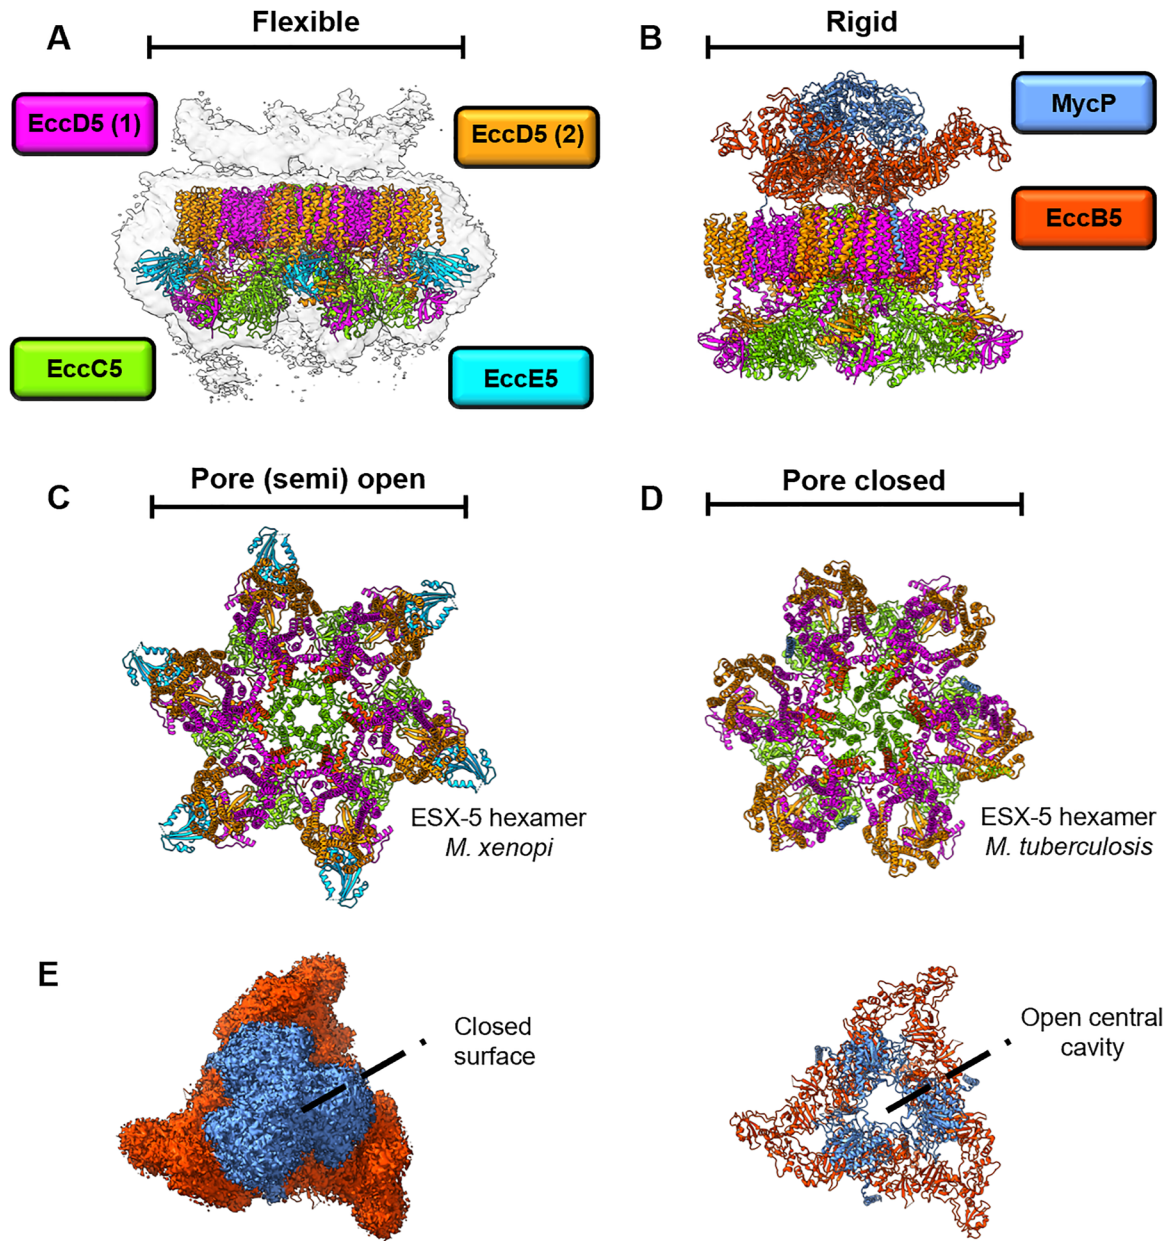 A
Flexible
B
Rigid
EccD5 (1)
EccD5 (2)
MycP
EccB5
EccC5
EccE5
C
Pore (semi) open
D
Pore closed
ESX-5 hexamer
M. xenopi
ESX-5 hexamer
M. tuberculosis
E
Closed
surface
Open central
cavity